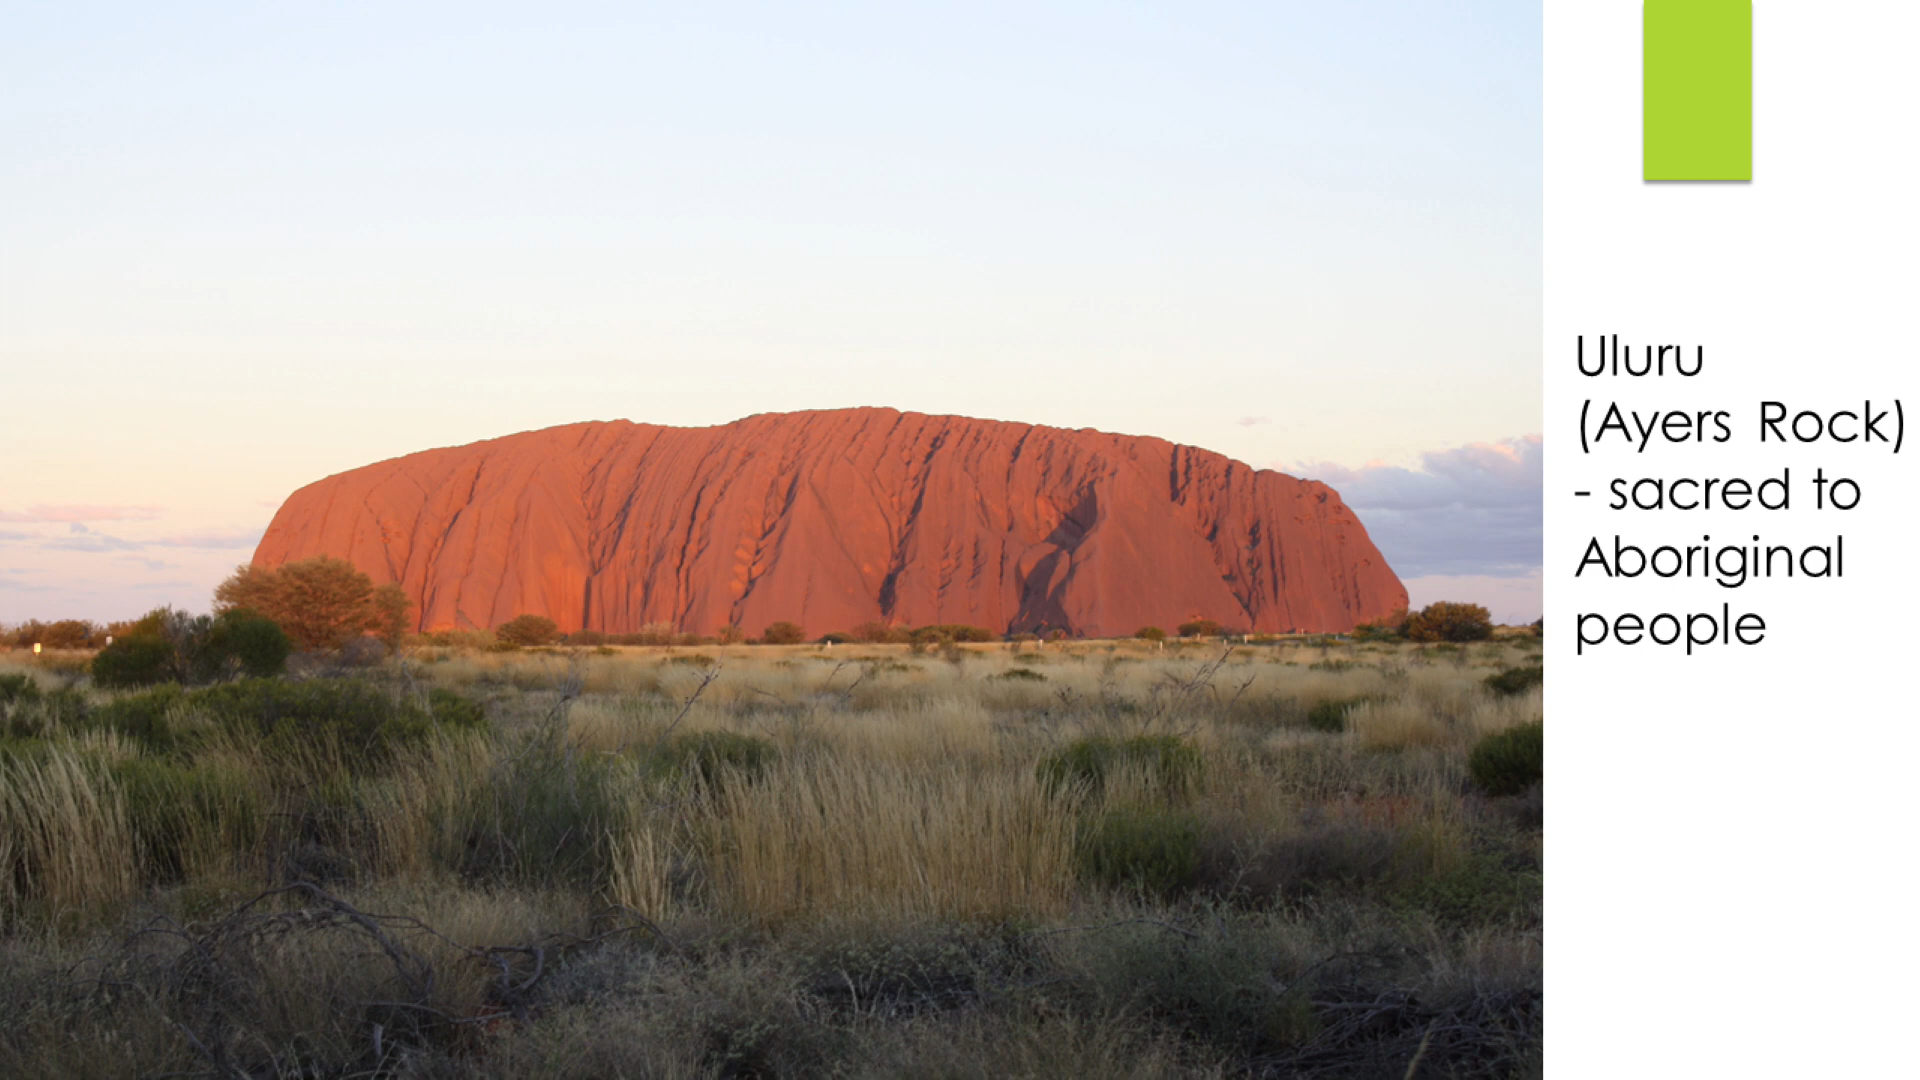 Uluru
(Ayers Rock)
- sacred to
Aboriginal
people